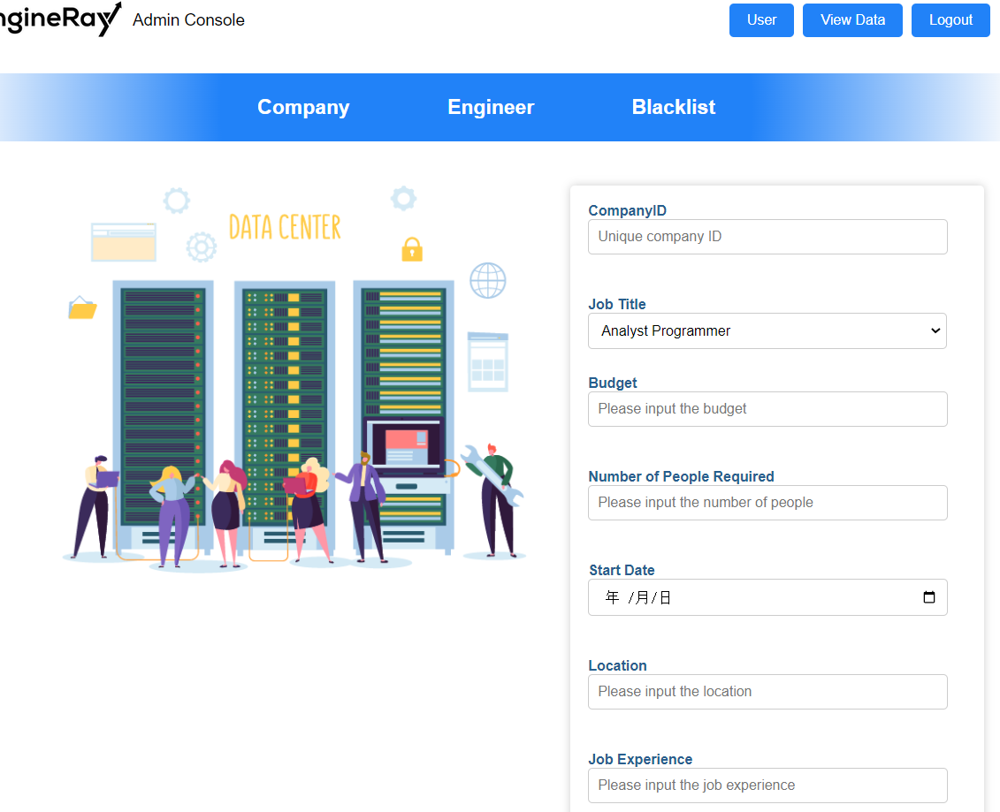 ngineRay Admin Console
User
View Data
Logout
Company
Engineer
Blacklist
DATA CENTER
CompanyID
Unique company ID
Job Title
Analyst Programmer
Budget
Please input the budget
Number of People Required
Please input the number of people
Start Date
年 /月/日
Location
Please input the location
Job Experience
Please input the job experience